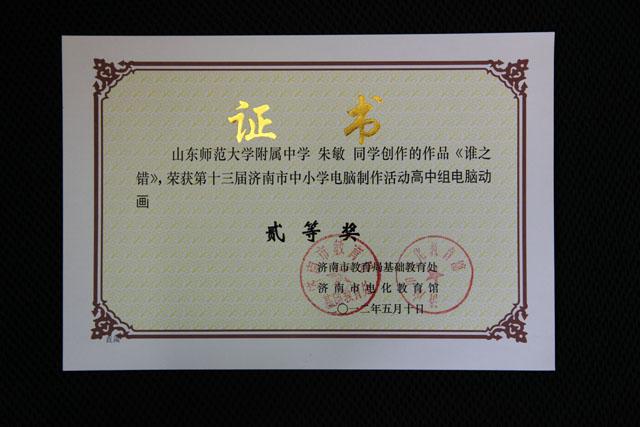 证 书
山东师范大学附属中学 朱敏 同学创作的作品《谁之
错》，荣获第十三届济南市中小学电脑制作活动高中组电脑动
画
贰等奖
济南市教育局基础教育处
济南市电化教育馆
二〇一二年五月十日